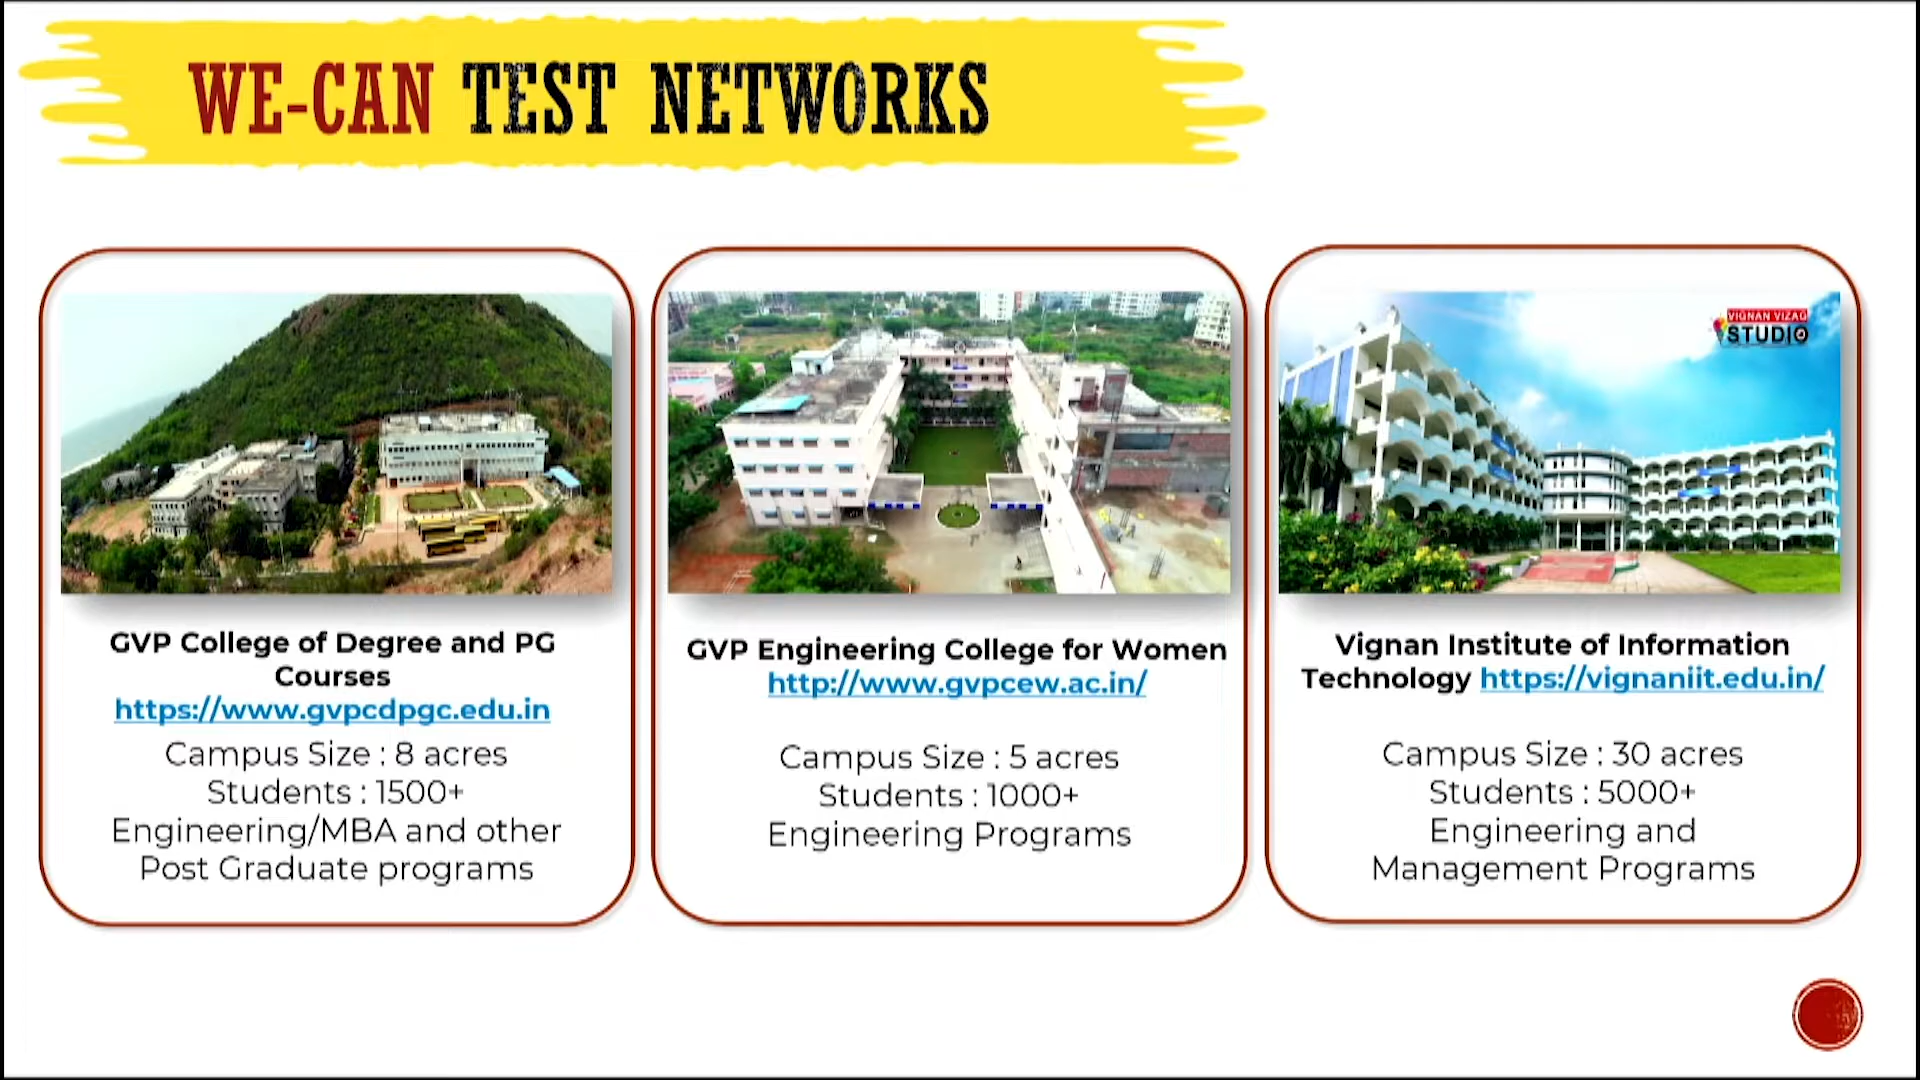 WE-CAN TEST NETWORKS
VIGNAN VIZAG
STUDIO
GVP College of Degree and PG
Courses
https://www.gvpcdpgc.edu.in
Campus Size : 8 acres
Students : 1500+
Engineering/MBA and other
Post Graduate programs
GVP Engineering College for Women
http://www.gvpcew.ac.in/
Campus Size : 5 acres
Students : 1000+
Engineering Programs
Vignan Institute of Information
Technology https://vignaniit.edu.in/
Campus Size : 30 acres
Students : 5000+
Engineering and
Management Programs